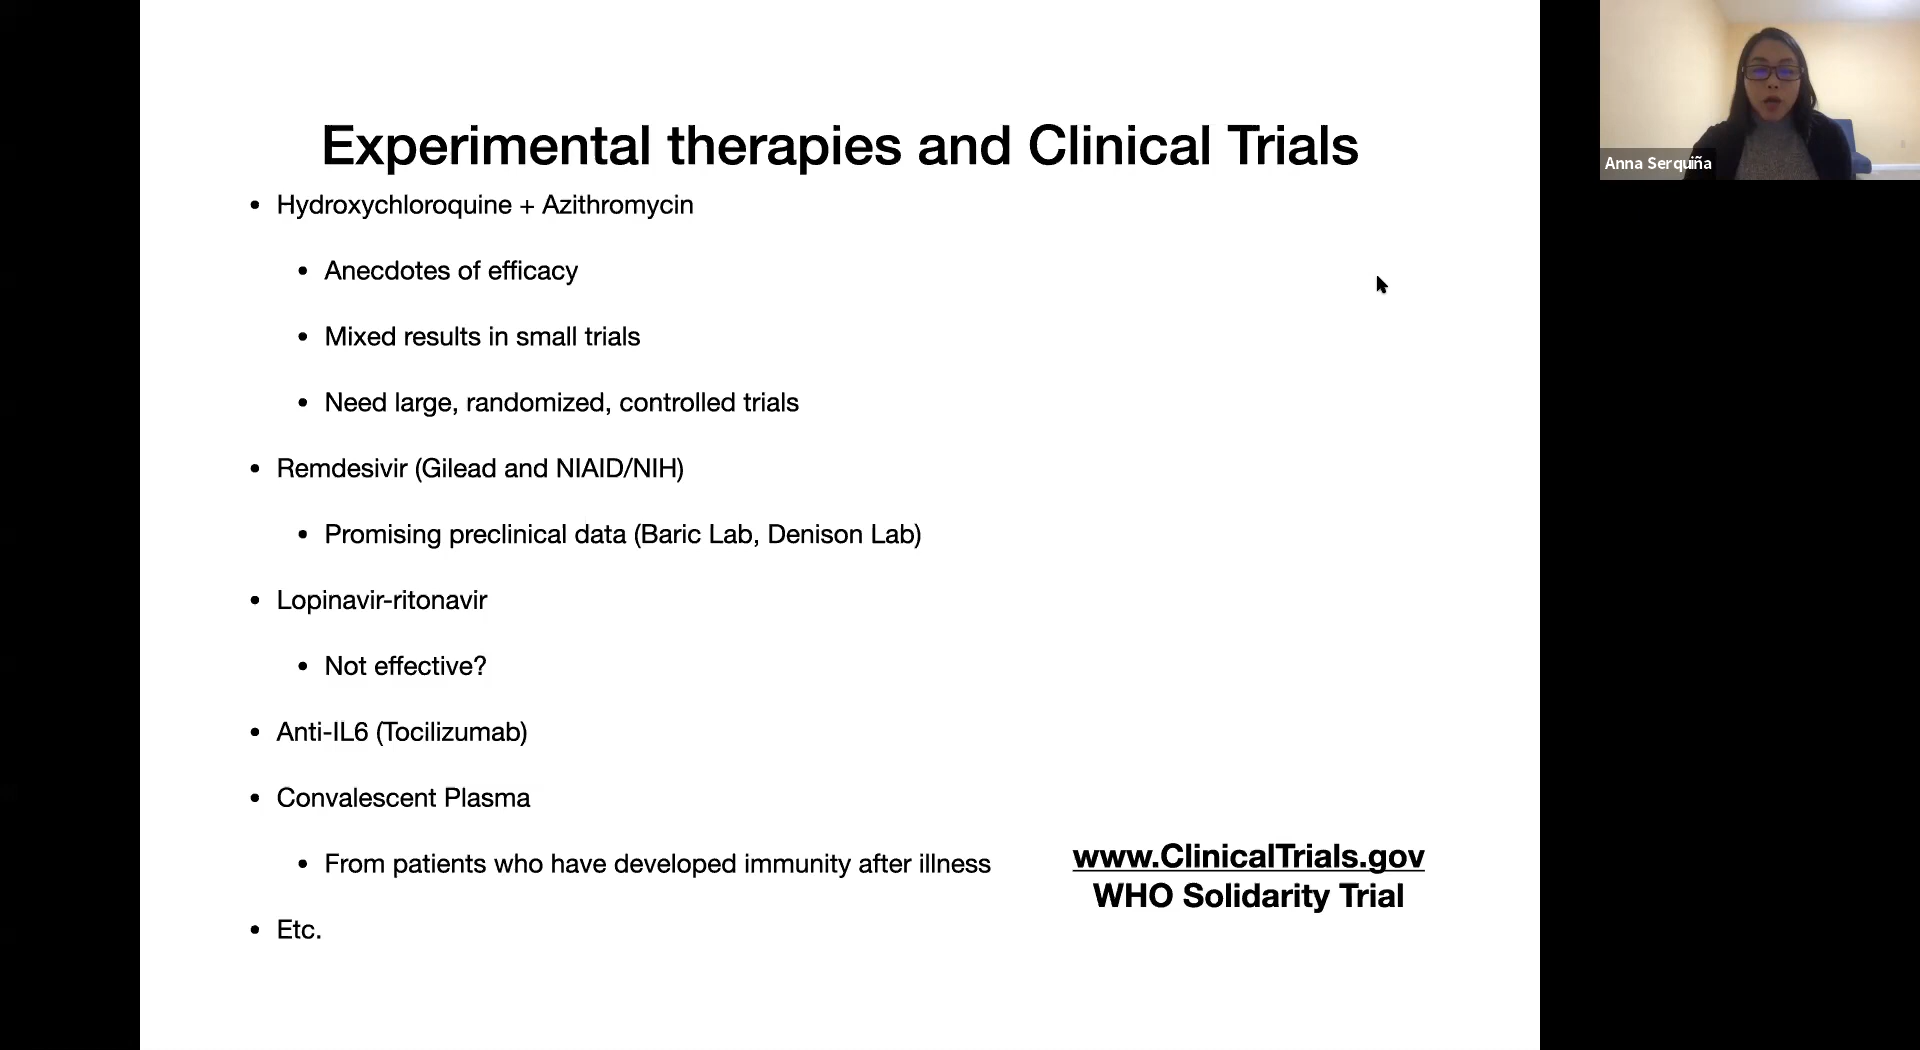 Experimental therapies and Clinical Trials
• Hydroxychloroquine + Azithromycin
• Anecdotes of efficacy
• Mixed results in small trials
• Need large, randomized, controlled trials
• Remdesivir (Gilead and NIAID/NIH)
• Promising preclinical data (Baric Lab, Denison Lab)
• Lopinavir-ritonavir
• Not effective?
• Anti-IL6 (Tocilizumab)
• Convalescent Plasma
• From patients who have developed immunity after illness
• Etc.
www.ClinicalTrials.gov
WHO Solidarity Trial
Anna Serquiña